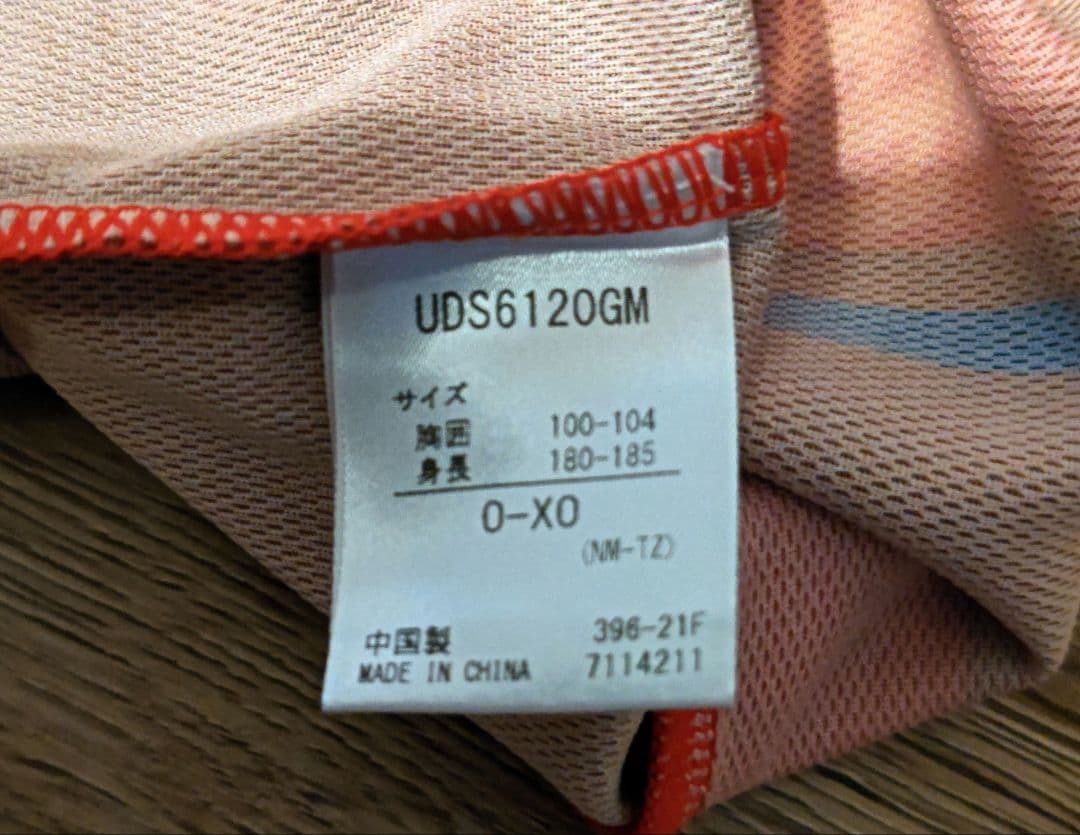 UDS6120GM
サイズ
胸囲 100-104
身長 180-185
O-XO
(NM-TZ)
中国製 396-21F
MADE IN CHINA 7114211